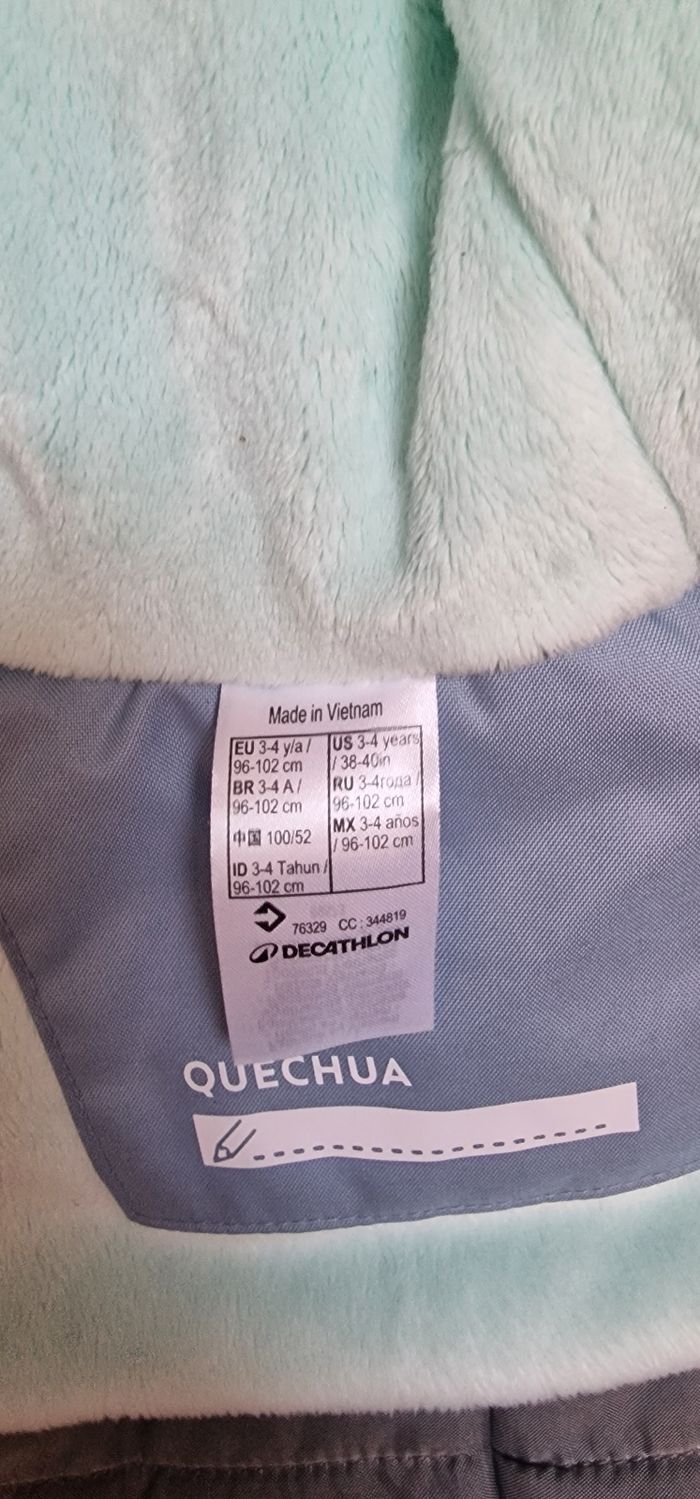 Made in Vietnam
EU 3-4 y/a /
96-102 cm
BR 3-4 A /
96-102 cm
中国 100/52
ID 3-4 Tahun /
96-102 cm
US 3-4 years
/ 38-40in
RU 3-4года /
96-102 cm
MX 3-4 años
/ 96-102 cm
76329 CC : 344819
DECATHLON
QUECHUA